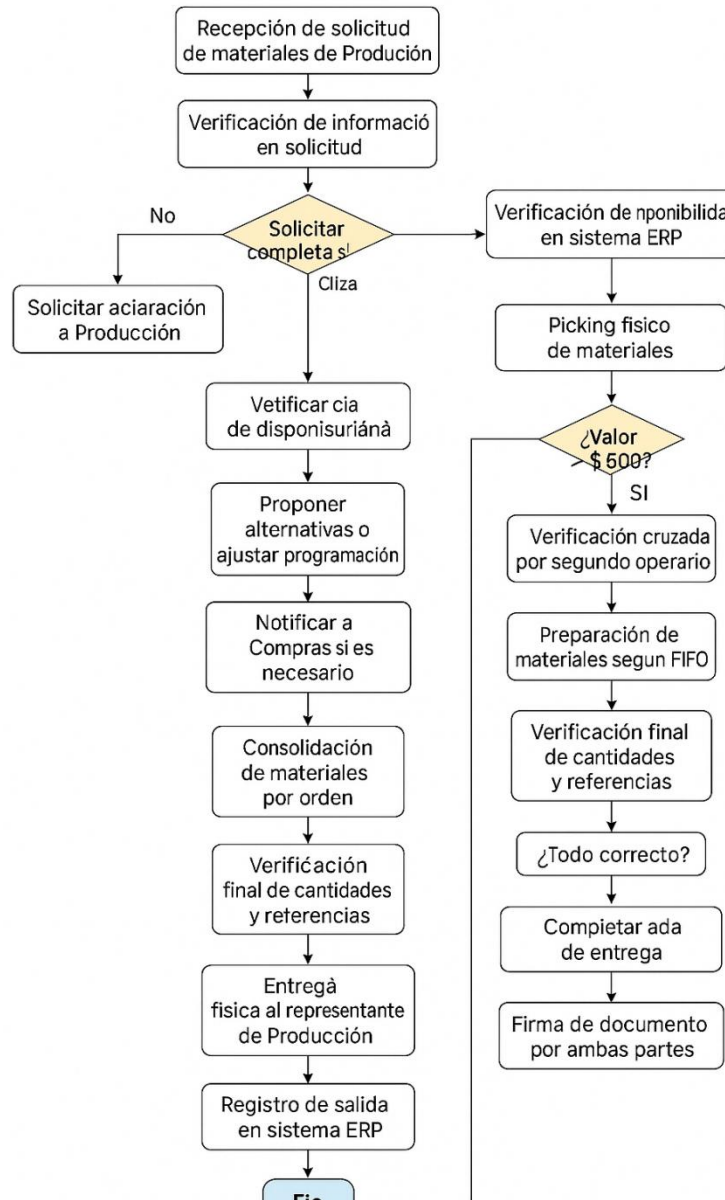 Recepción de solicitud
de materiales de Produción
Verificación de informació
en solicitud
No
Solicitar
completa s
Cliza
Solicitar aciaración
a Producción
Vetificar cia
de disponisuriánà
Proponer
alternativas o
ajustar programación
Notificar a
Compras si es
necesario
Consolidación
de materiales
por orden
Verifićación
final de cantidades
y referencias
Entregà
fisica al representante
de Producción
Registro de salida
en sistema ERP
Verificación de nponibilida
en sistema ERP
Picking fisico
de materiales
¿Valor
$ 500?
SI
Verificación cruzada
por segundo operario
Preparación de
materiales segun FIFO
Verificación final
de cantidades
y referencias
¿Todo correcto?
Compietar ada
de entrega
Firma de documento
por ambas partes